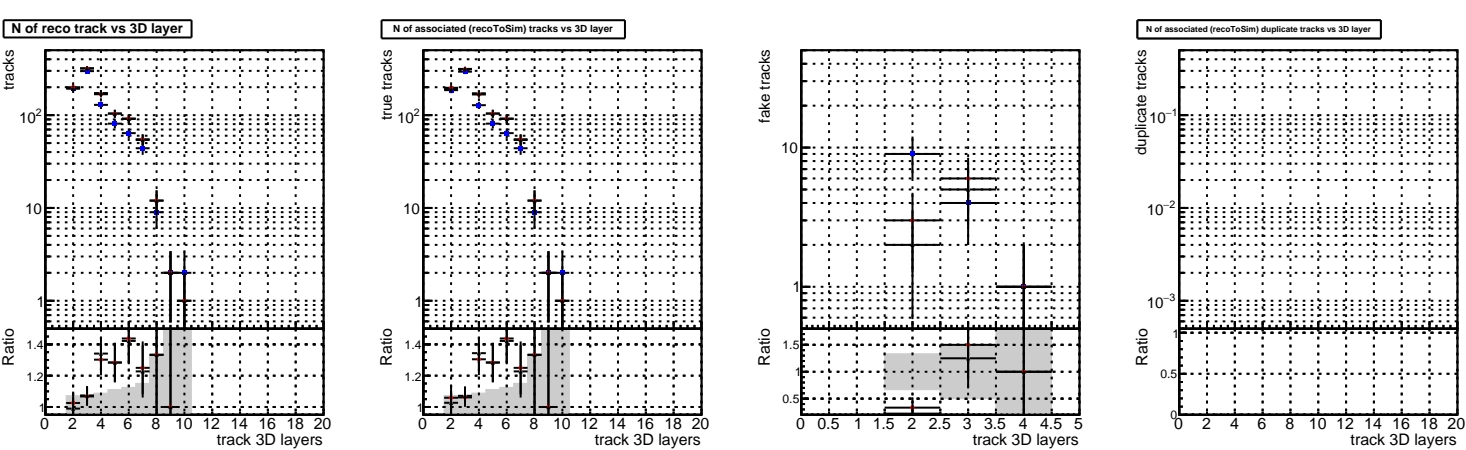 N of reco track vs 3D layer
tracks
10²
10
1
Ratio
1.4
1.2
1
0 2 4 6 8 10 12 14 16 18 20
track 3D layers
N of associated (recoToSim) tracks vs 3D layer
true tracks
10²
10
1
Ratio
1.4
1.2
1
0 2 4 6 8 10 12 14 16 18 20
track 3D layers
fake tracks
10
1
Ratio
1.5
1
0.5
0 0.5 1 1.5 2 2.5 3 3.5 4 4.5 5
track 3D layers
N of associated (recoToSim) duplicate tracks vs 3D layer
duplicate tracks
10⁻¹
10⁻²
10⁻³
Ratio
1
0.5
0
0 2 4 6 8 10 12 14 16 18 20
track 3D layers